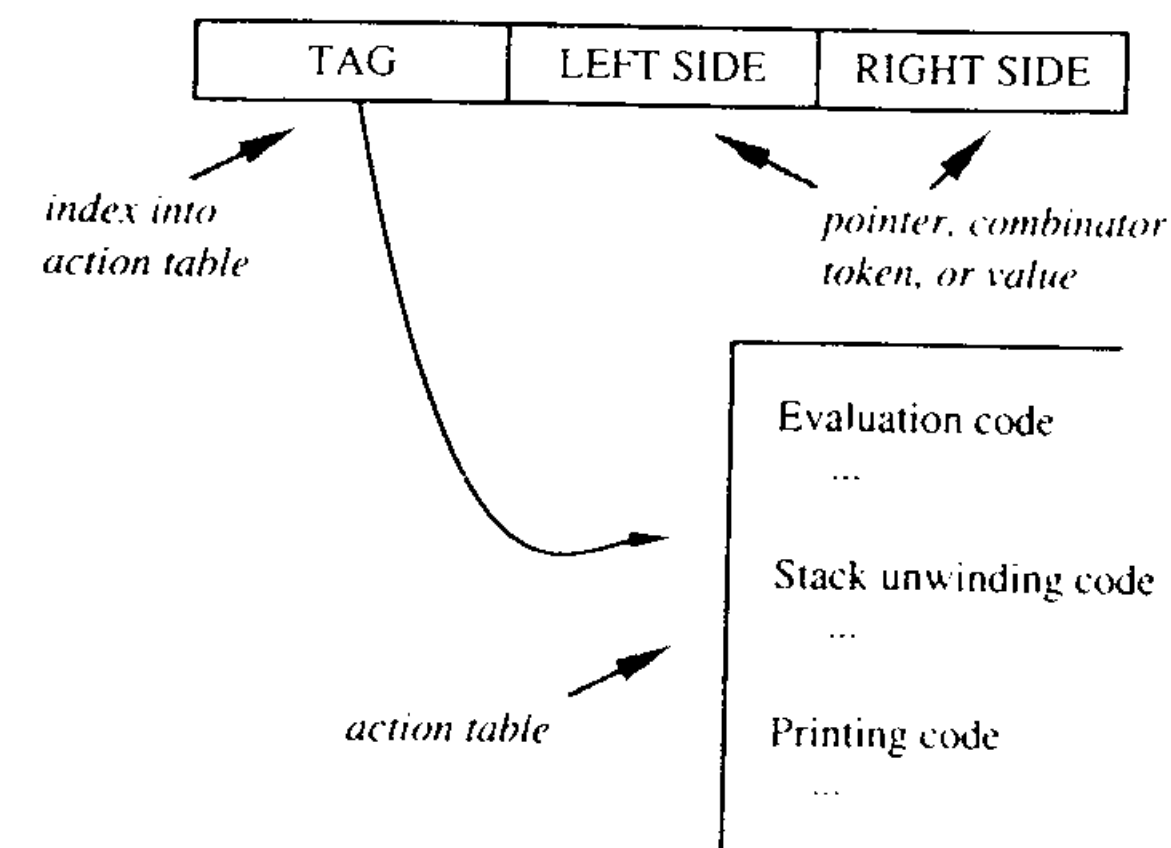 TAG LEFT SIDE RIGHT SIDE
index into
action table
pointer, combinator
token, or value
Evaluation code
...
Stack unwinding code
...
action table
Printing code
...